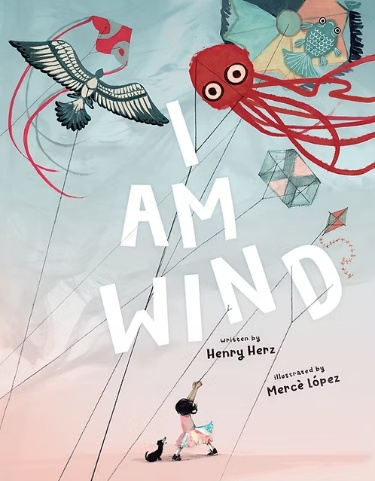 I
AM
WIND
written by
Henry Herz
illustrated by
Mercè López